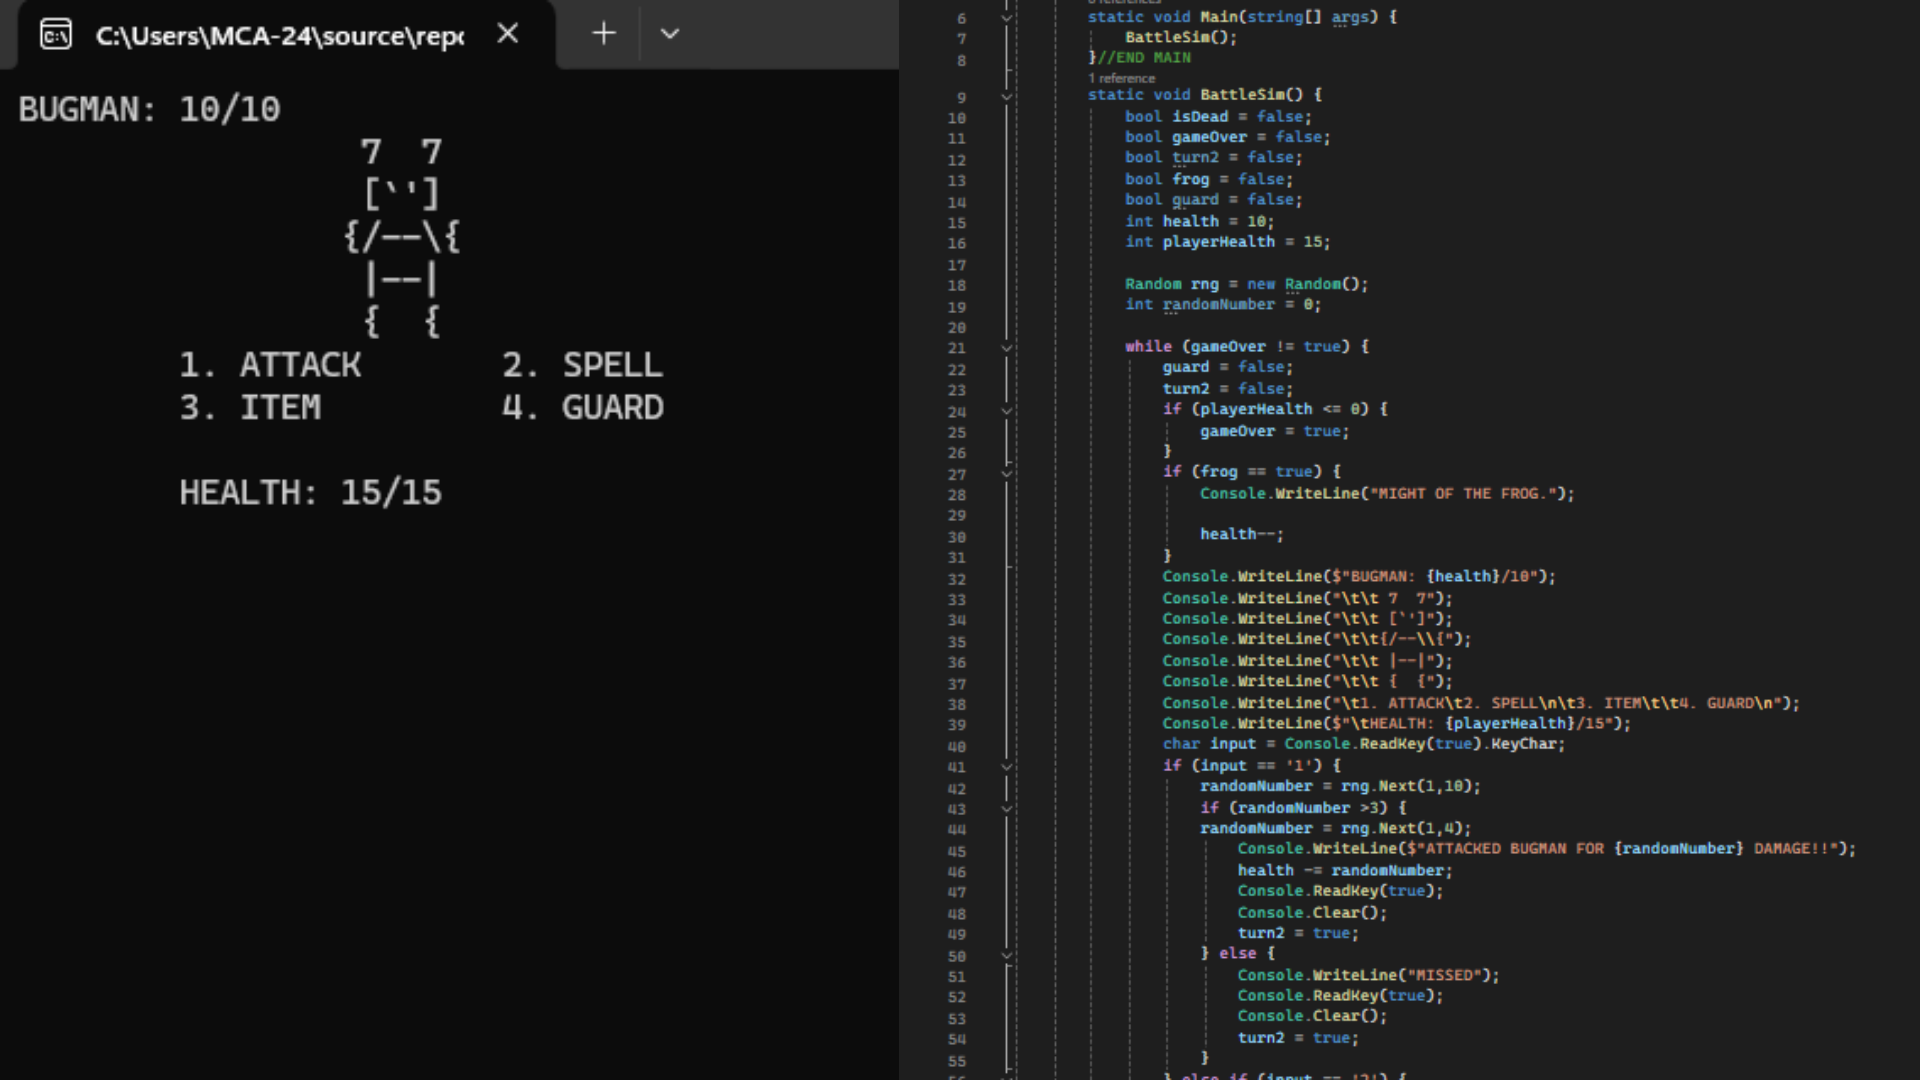 C:\Users\MCA-24\source\repo
BUGMAN: 10/10
7  7
[`']
{/--\{
|--|
{  {
1. ATTACK 2. SPELL
3. ITEM 4. GUARD
HEALTH: 15/15
6 static void Main(string[] args) {
7 BattleSim();
8 }//END MAIN
1 reference
9 static void BattleSim() {
10 bool isDead = false;
11 bool gameOver = false;
12 bool turn2 = false;
13 bool frog = false;
14 bool guard = false;
15 int health = 10;
16 int playerHealth = 15;
17
18 Random rng = new Random();
19 int randomNumber = 0;
20
21 while (gameOver != true) {
22 guard = false;
23 turn2 = false;
24 if (playerHealth <= 0) {
25 gameOver = true;
26 }
27 if (frog == true) {
28 Console.WriteLine("MIGHT OF THE FROG.");
29
30 health--;
31 }
32 Console.WriteLine($"BUGMAN: {health}/10");
33 Console.WriteLine("\t\t 7  7");
34 Console.WriteLine("\t\t [`']");
35 Console.WriteLine("\t\t{/--\\{");
36 Console.WriteLine("\t\t |--|");
37 Console.WriteLine("\t\t {  {");
38 Console.WriteLine("\t1. ATTACK\t2. SPELL\n\t3. ITEM\t\t4. GUARD\n");
39 Console.WriteLine($"\tHEALTH: {playerHealth}/15");
40 char input = Console.ReadKey(true).KeyChar;
41 if (input == '1') {
42 randomNumber = rng.Next(1,10);
43 if (randomNumber >3) {
44 randomNumber = rng.Next(1,4);
45 Console.WriteLine($"ATTACKED BUGMAN FOR {randomNumber} DAMAGE!!");
46 health -= randomNumber;
47 Console.ReadKey(true);
48 Console.Clear();
49 turn2 = true;
50 } else {
51 Console.WriteLine("MISSED");
52 Console.ReadKey(true);
53 Console.Clear();
54 turn2 = true;
55 }
} else if (input == '2') {